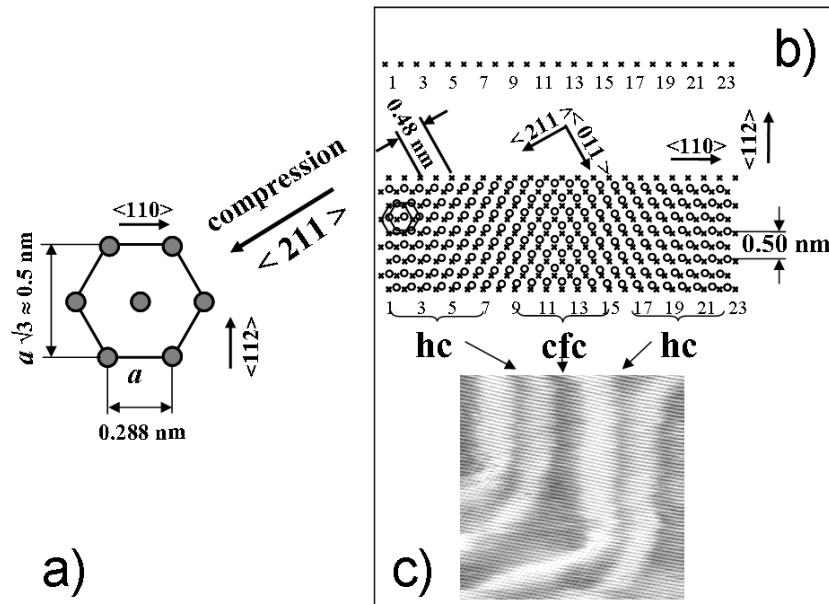 a)
<110>
a √3 ≈ 0.5 nm
a
<112>
0.288 nm
compression
<211>
b)
1 3 5 7 9 11 13 15 17 19 21 23
0.48 nm
<211>
<011>
<110>
<112>
0.50 nm
1 3 5 7 9 11 13 15 17 19 21 23
hc cfc hc
c)